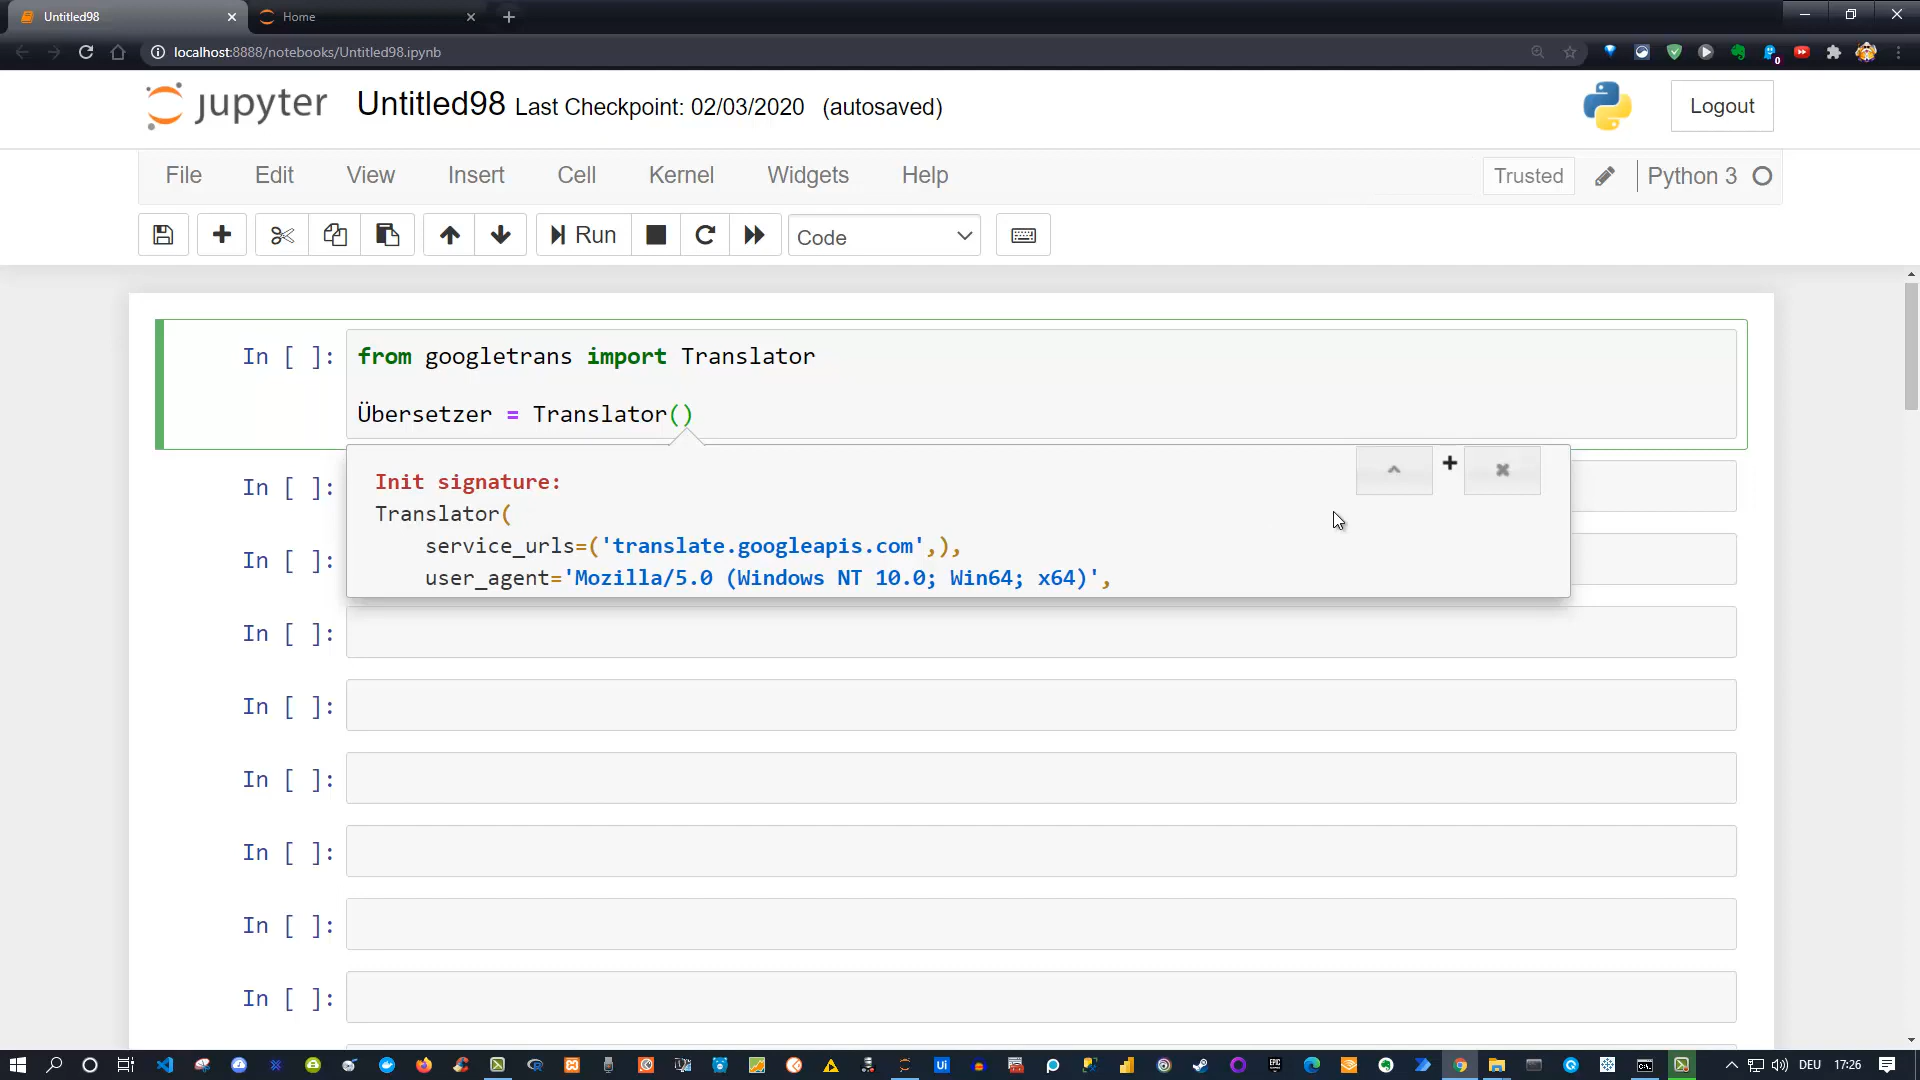 Untitled98
Home
localhost:8888/notebooks/Untitled98.ipynb
0
jupyter Untitled98 Last Checkpoint: 02/03/2020 (autosaved)
Logout
File Edit View Insert Cell Kernel Widgets Help
Trusted
Python 3
Run
Code
In [ ]: from googletrans import Translator
Übersetzer = Translator()
Init signature:
Translator(
service_urls=('translate.googleapis.com',),
user_agent='Mozilla/5.0 (Windows NT 10.0; Win64; x64)',
In [ ]:
In [ ]:
In [ ]:
In [ ]:
In [ ]:
In [ ]:
In [ ]:
In [ ]:
Ui
EPIC
DEU 17:26